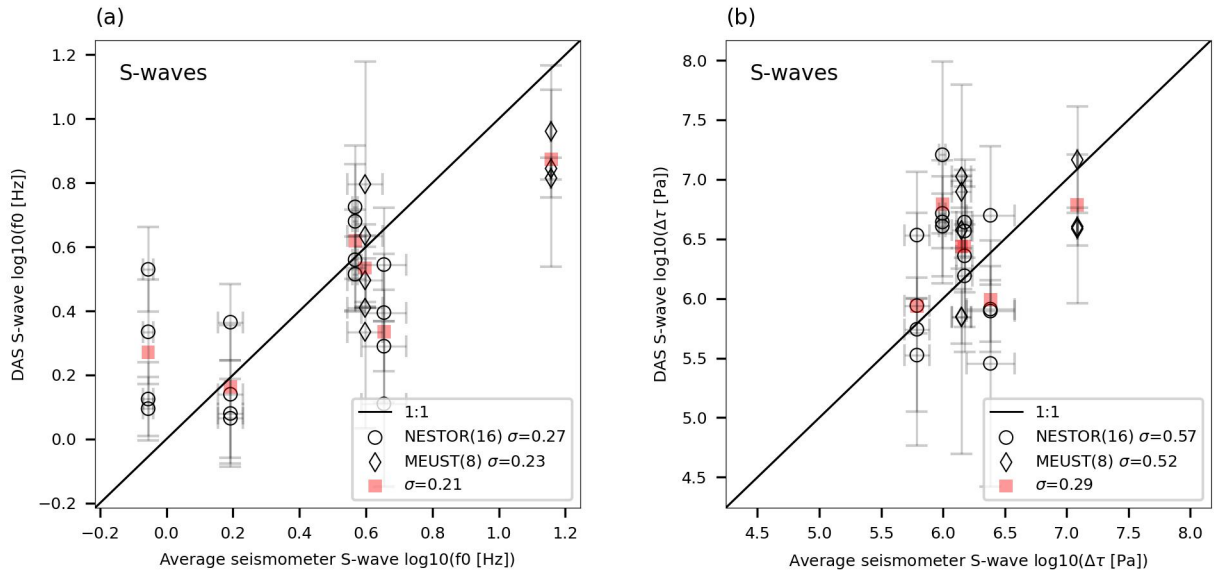 (a)
(b)
S-waves
S-waves
DAS S-wave log10(f0 [Hz])
1.2
1.0
0.8
0.6
0.4
0.2
0.0
−0.2
−0.2 0.0 0.2 0.4 0.6 0.8 1.0 1.2
Average seismometer S-wave log10(f0 [Hz])
1:1
NESTOR(16) σ=0.27
MEUST(8) σ=0.23
σ=0.21
DAS S-wave log10(Δτ [Pa])
8.0
7.5
7.0
6.5
6.0
5.5
5.0
4.5
4.5 5.0 5.5 6.0 6.5 7.0 7.5 8.0
Average seismometer S-wave log10(Δτ [Pa])
1:1
NESTOR(16) σ=0.57
MEUST(8) σ=0.52
σ=0.29